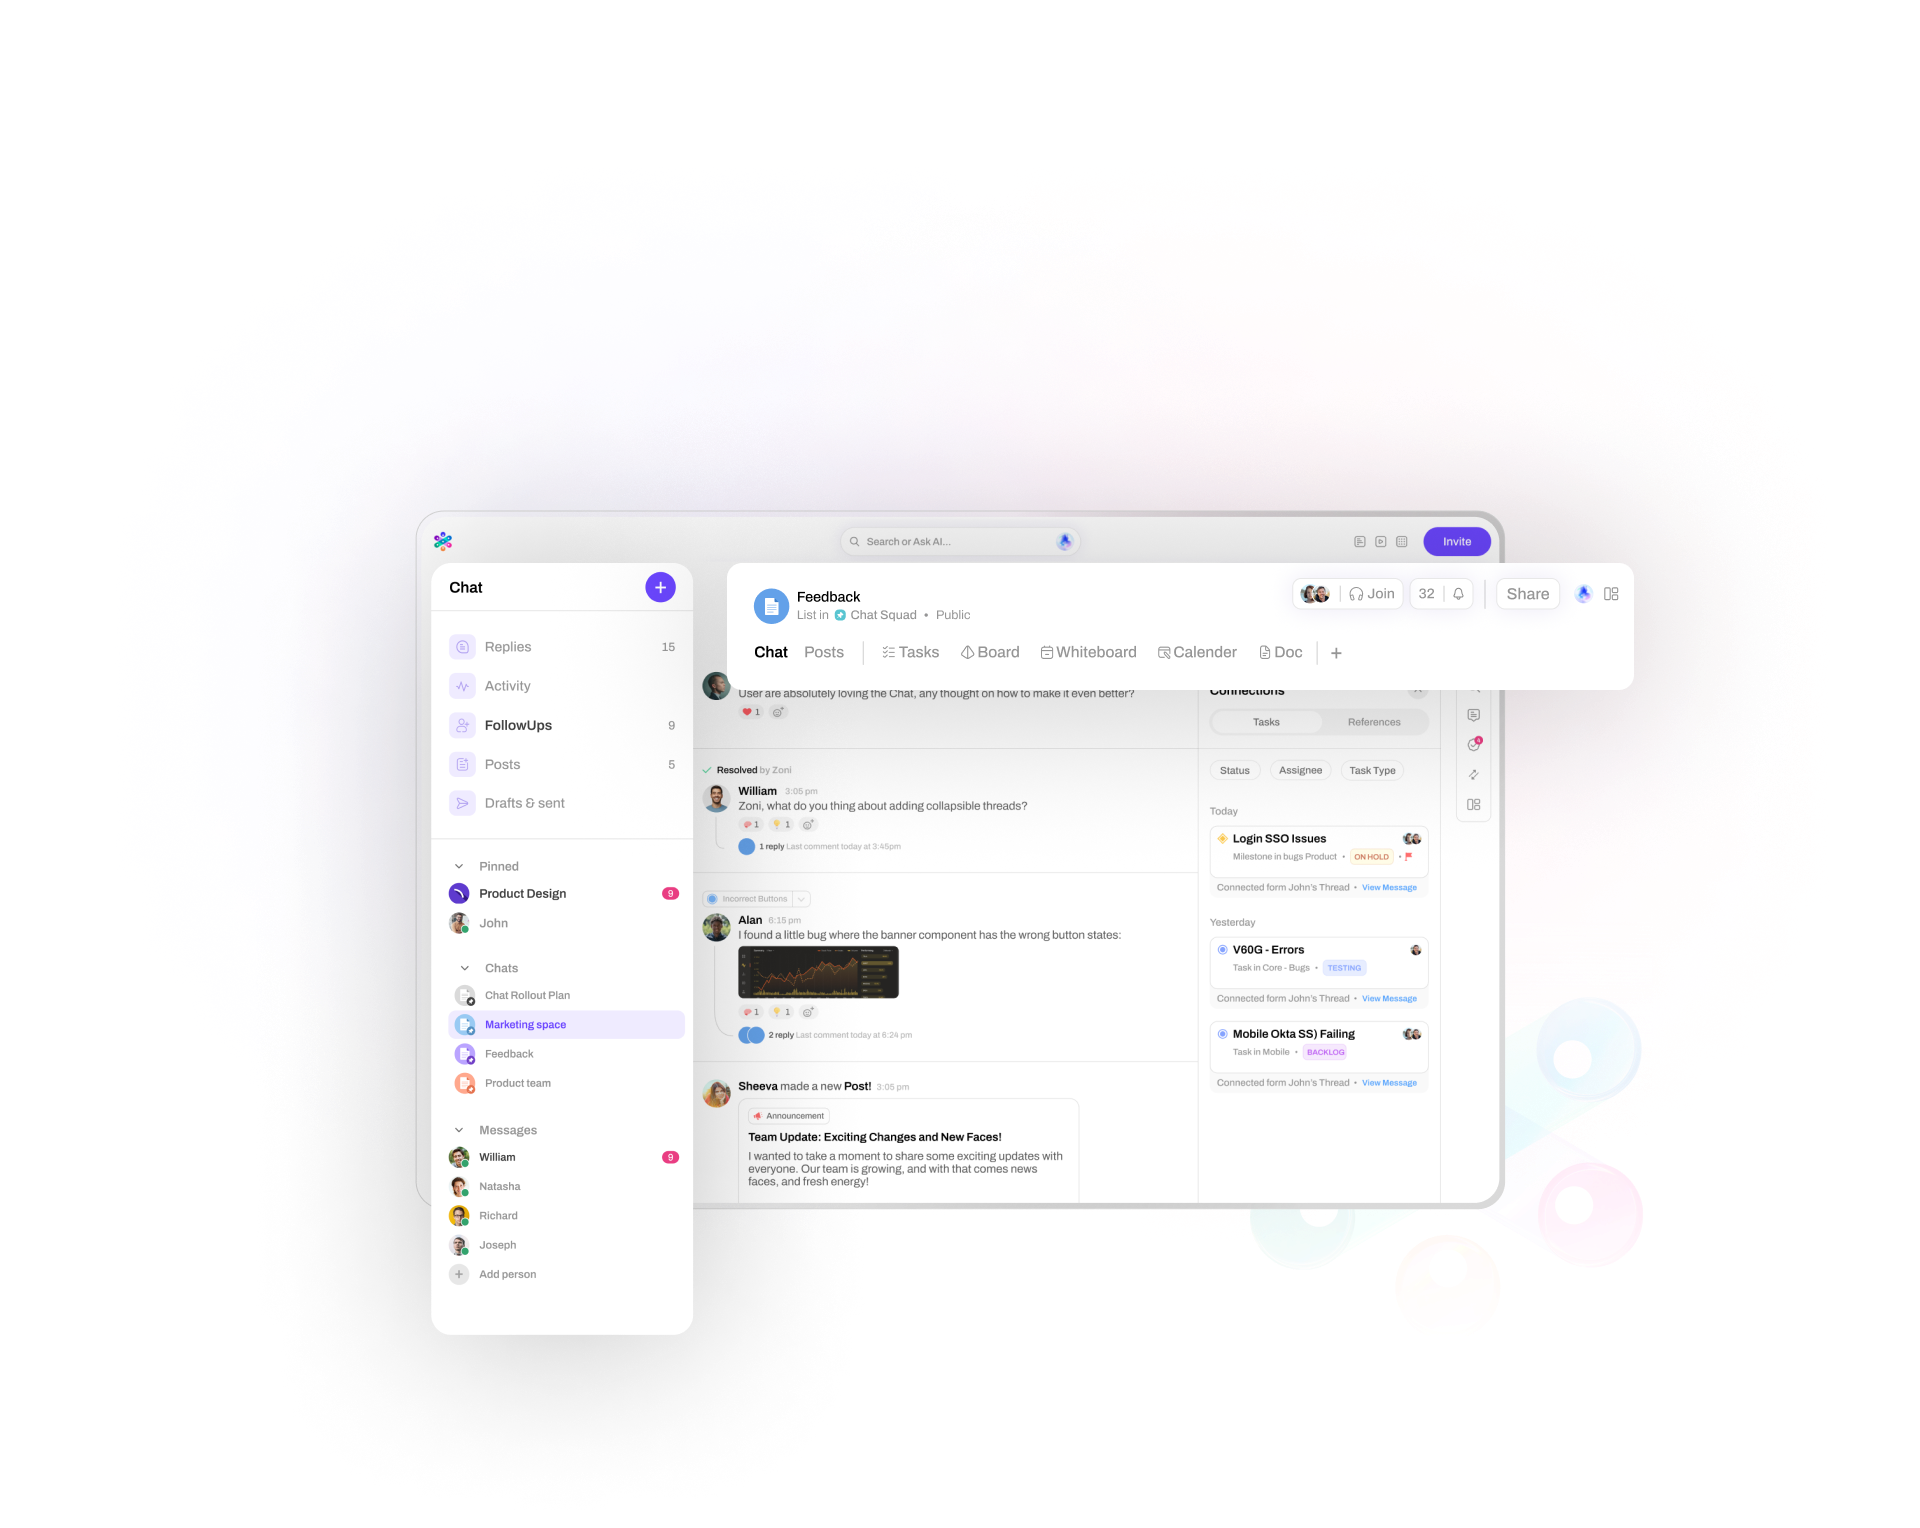 Search or Ask AI...
Invite
Chat
Replies 15
Activity
FollowUps 9
Posts 5
Drafts & sent
Pinned
Product Design 9
John
Chats
Chat Rollout Plan
Marketing space
Feedback
Product team
Messages
William 9
Natasha
Richard
Joseph
Add person
Feedback
List in Chat Squad • Public
Join
32
Share
Chat Posts Tasks Board Whiteboard Calender Doc
User are absolutely loving the Chat, any thought on how to make it even better?
1
Resolved by Zoni
William 3:05 pm
Zoni, what do you thing about adding collapsible threads?
1 1
1 reply Last comment today at 3:45pm
Incorrect Buttons
Alan 6:15 pm
I found a little bug where the banner component has the wrong button states:
1 1
2 reply Last comment today at 6:24 pm
Sheeva made a new Post! 3:05 pm
Announcement
Team Update: Exciting Changes and New Faces!
I wanted to take a moment to share some exciting updates with
everyone. Our team is growing, and with that comes news
faces, and fresh energy!
Connections
Tasks References
Status Assignee Task Type
Today
Login SSO Issues
Milestone in bugs Product • ON HOLD •
Connected form John's Thread • View Message
Yesterday
V60G - Errors
Task in Core - Bugs • TESTING
Connected form John's Thread • View Message
Mobile Okta SS) Failing
Task in Mobile • BACKLOG
Connected form John's Thread • View Message